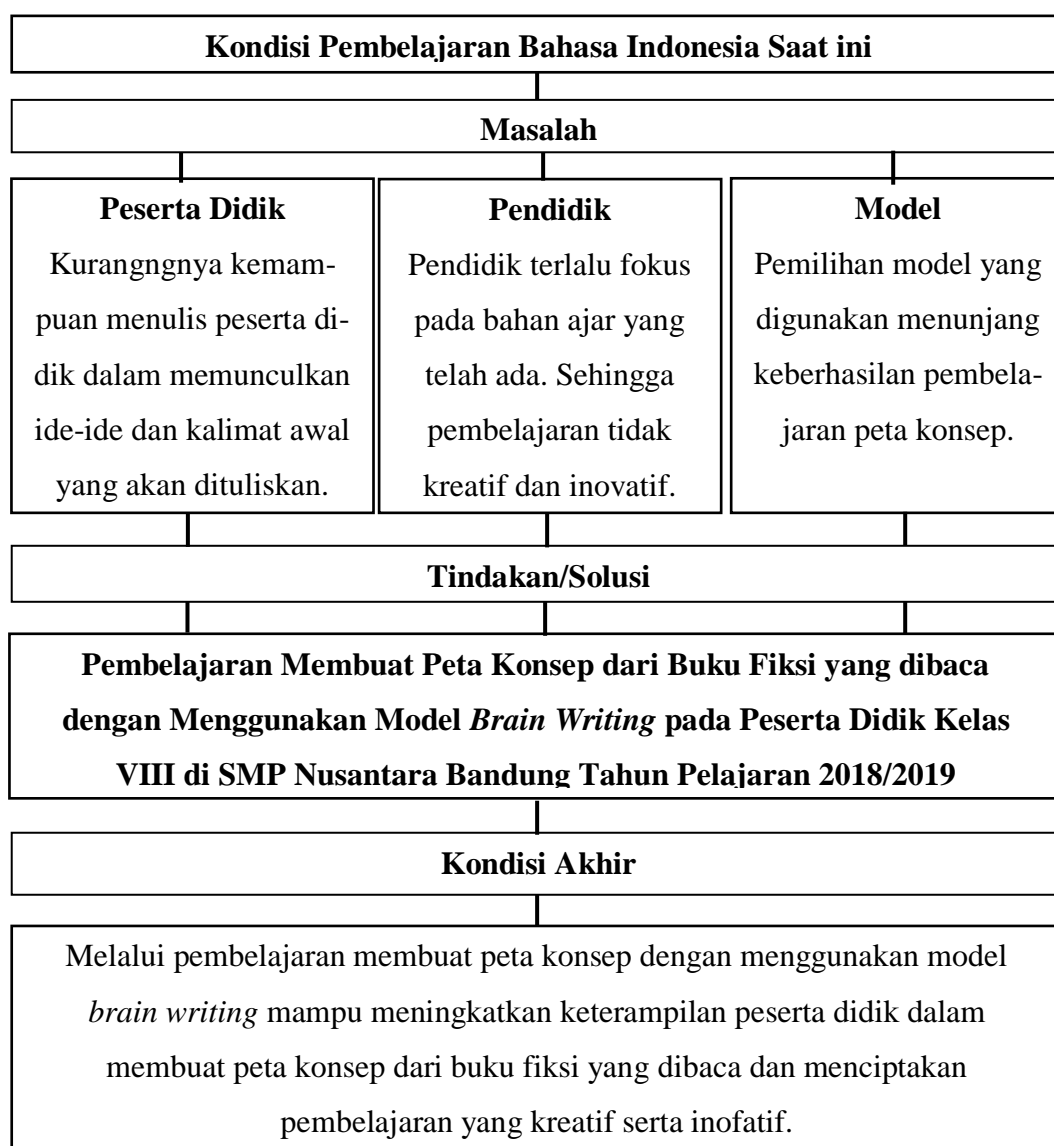 Kondisi Pembelajaran Bahasa Indonesia Saat ini
Masalah
Peserta Didik
Kurangngnya kemam-
puan menulis peserta di-
dik dalam memunculkan
ide-ide dan kalimat awal
yang akan dituliskan.
Pendidik
Pendidik terlalu fokus
pada bahan ajar yang
telah ada. Sehingga
pembelajaran tidak
kreatif dan inovatif.
Model
Pemilihan model yang
digunakan menunjang
keberhasilan pembela-
jaran peta konsep.
Tindakan/Solusi
Pembelajaran Membuat Peta Konsep dari Buku Fiksi yang dibaca
dengan Menggunakan Model Brain Writing pada Peserta Didik Kelas
VIII di SMP Nusantara Bandung Tahun Pelajaran 2018/2019
Kondisi Akhir
Melalui pembelajaran membuat peta konsep dengan menggunakan model
brain writing mampu meningkatkan keterampilan peserta didik dalam
membuat peta konsep dari buku fiksi yang dibaca dan menciptakan
pembelajaran yang kreatif serta inofatif.